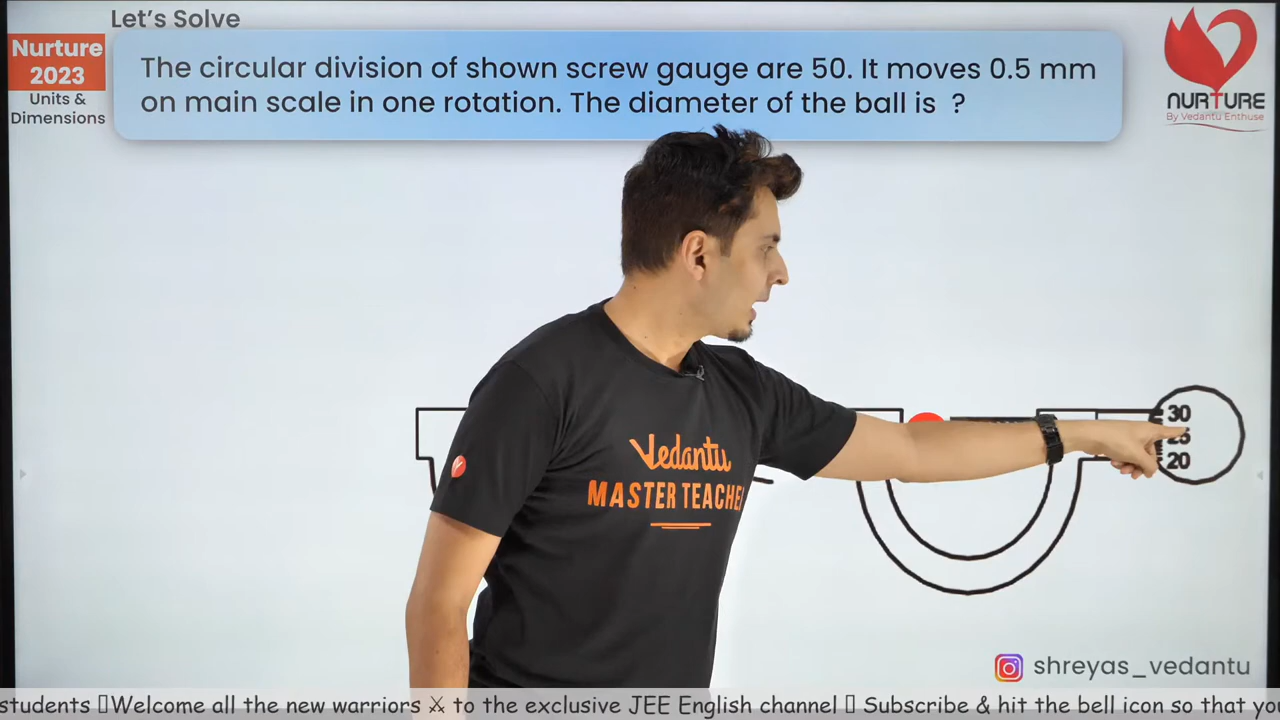 Let's Solve
Nurture
2023
Units &
Dimensions
The circular division of shown screw gauge are 50. It moves 0.5 mm
on main scale in one rotation. The diameter of the ball is ?
NURTURE
By Vedantu Enthuse
30
20
Vedantu
MASTER TEACHER
shreyas_vedantu
students Welcome all the new warriors ⚔ to the exclusive JEE English channel Subscribe & hit the bell icon so that